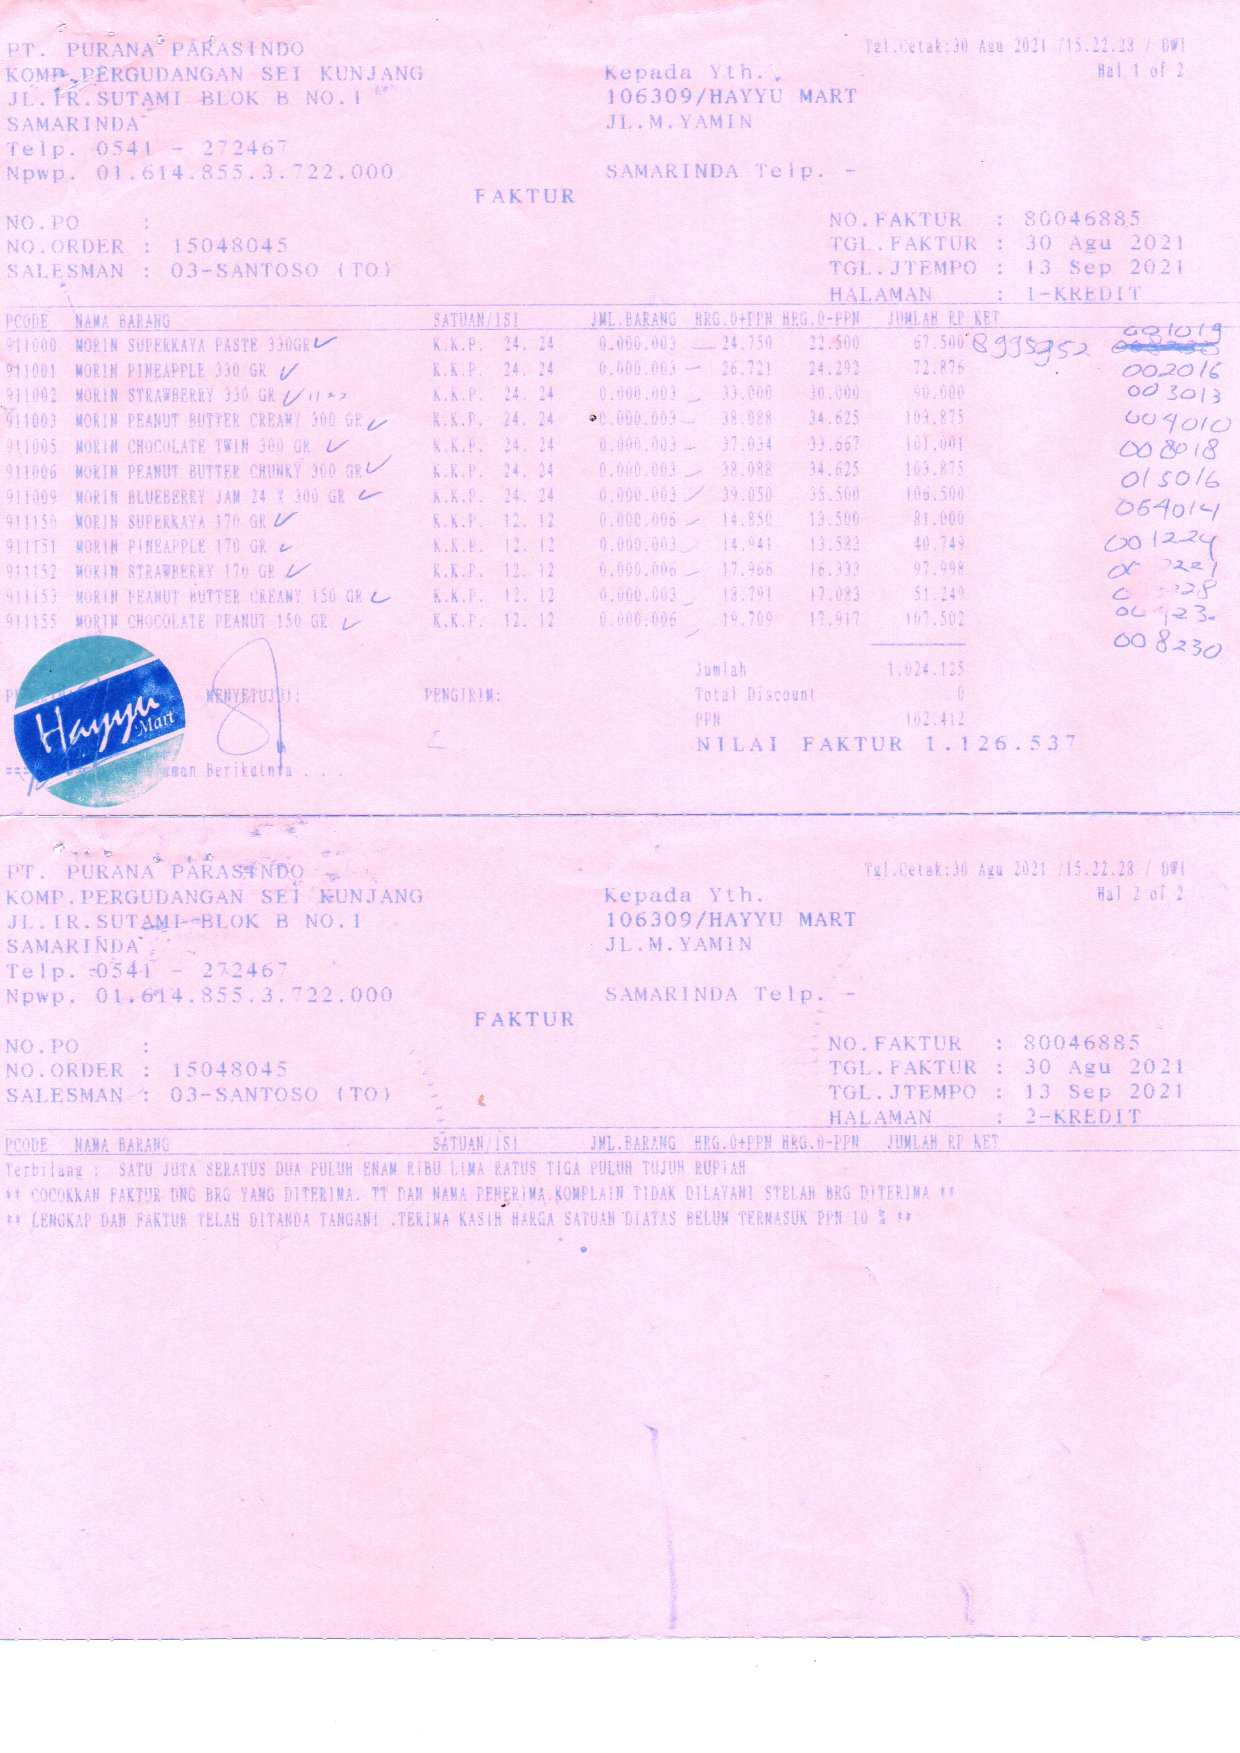 PT. PURANA PARASINDO
Tgl.Cetak:30 Agu 2021 /15.22.28 / DWI
KOMP.PERGUDANGAN SEI KUNJANG
Kepada Yth.
Hal 1 of 2
JL.IR.SUTAMI BLOK B NO.1
106309/HAYYU MART
SAMARINDA
JL.M.YAMIN
Telp. 0541 - 272467
Npwp. 01.614.855.3.722.000
SAMARINDA Telp. -
FAKTUR
NO.PO :
NO.FAKTUR : 80046885
NO.ORDER : 15048045
TGL.FAKTUR : 30 Agu 2021
SALESMAN : 03-SANTOSO (TO)
TGL.JTEMPO : 13 Sep 2021
HALAMAN : 1-KREDIT
PCODE NAMA BARANG SATUAN/ISI JML.BARANG HRG.0+PPN HRG.0-PPN JUMLAH RP KET
001019
911000 MORIN SUPERKAYA PASTE 330GR K.K.P. 24. 24 0.000.003 24.750 22.500 67.500
911001 MORIN PINEAPPLE 330 GR K.K.P. 24. 24 0.000.003 26.721 24.292 72.876 002016
911002 MORIN STRAWBERRY 330 GR K.K.P. 24. 24 0.000.003 33.000 30.000 90.000 003013
911003 MORIN PEANUT BUTTER CREAMY 300 GR K.K.P. 24. 24 0.000.003 38.088 34.625 103.875 004010
911005 MORIN CHOCOLATE TWIN 300 GR K.K.P. 24. 24 0.000.003 37.034 33.667 101.001 008018
911006 MORIN PEANUT BUTTER CHUNKY 300 GR K.K.P. 24. 24 0.000.003 38.088 34.625 103.875 015016
911009 MORIN BLUEBERRY JAM 24 X 300 GR K.K.P. 24. 24 0.000.003 39.050 35.500 106.500 064014
911150 MORIN SUPERKAYA 170 GR K.K.P. 12. 12 0.000.006 14.850 13.500 81.000
911151 MORIN PINEAPPLE 170 GR K.K.P. 12. 12 0.000.003 14.941 13.583 40.749 001224
911152 MORIN STRAWBERRY 170 GR K.K.P. 12. 12 0.000.006 17.966 16.333 97.998
911153 MORIN PEANUT BUTTER CREAMY 150 GR K.K.P. 12. 12 0.000.003 18.791 17.083 51.249
911155 MORIN CHOCOLATE PEANUT 150 GR K.K.P. 12. 12 0.000.006 19.709 17.917 107.502
008230
Jumlah 1.024.125
MENYETUJUI: PENGIRIM: Total Discount 0
PPN 102.412
Hayyu Mart
NILAI FAKTUR 1.126.537
Berikutnya . . .
PT. PURANA PARASINDO
Tgl.Cetak:30 Agu 2021 /15.22.28 / DWI
KOMP.PERGUDANGAN SEI KUNJANG
Kepada Yth.
Hal 2 of 2
JL.IR.SUTAMI BLOK B NO.1
106309/HAYYU MART
SAMARINDA
JL.M.YAMIN
Telp. 0541 - 272467
Npwp. 01.614.855.3.722.000
SAMARINDA Telp. -
FAKTUR
NO.PO :
NO.FAKTUR : 80046885
NO.ORDER : 15048045
TGL.FAKTUR : 30 Agu 2021
SALESMAN : 03-SANTOSO (TO)
TGL.JTEMPO : 13 Sep 2021
HALAMAN : 2-KREDIT
PCODE NAMA BARANG SATUAN/ISI JML.BARANG HRG.0+PPN HRG.0-PPN JUMLAH RP KET
Terbilang : SATU JUTA SERATUS DUA PULUH ENAM RIBU LIMA RATUS TIGA PULUH TUJUH RUPIAH
** COCOKKAN FAKTUR DNG BRG YANG DITERIMA. TT DAN NAMA PENERIMA.KOMPLAIN TIDAK DILAYANI STELAH BRG DITERIMA **
** LENGKAP DAN FAKTUR TELAH DITANDA TANGANI .TERIMA KASIH HARGA SATUAN DIATAS BELUM TERMASUK PPN 10 % **